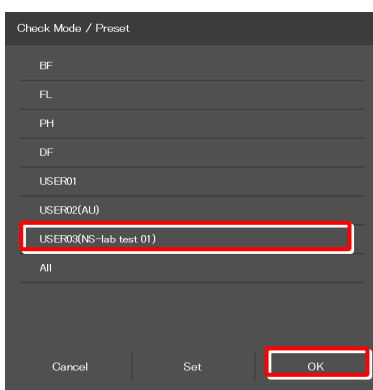 Check Mode / Preset
BF
FL
PH
DF
USER01
USER02(AU)
USER03(NS-lab test 01)
All
Cancel Set OK